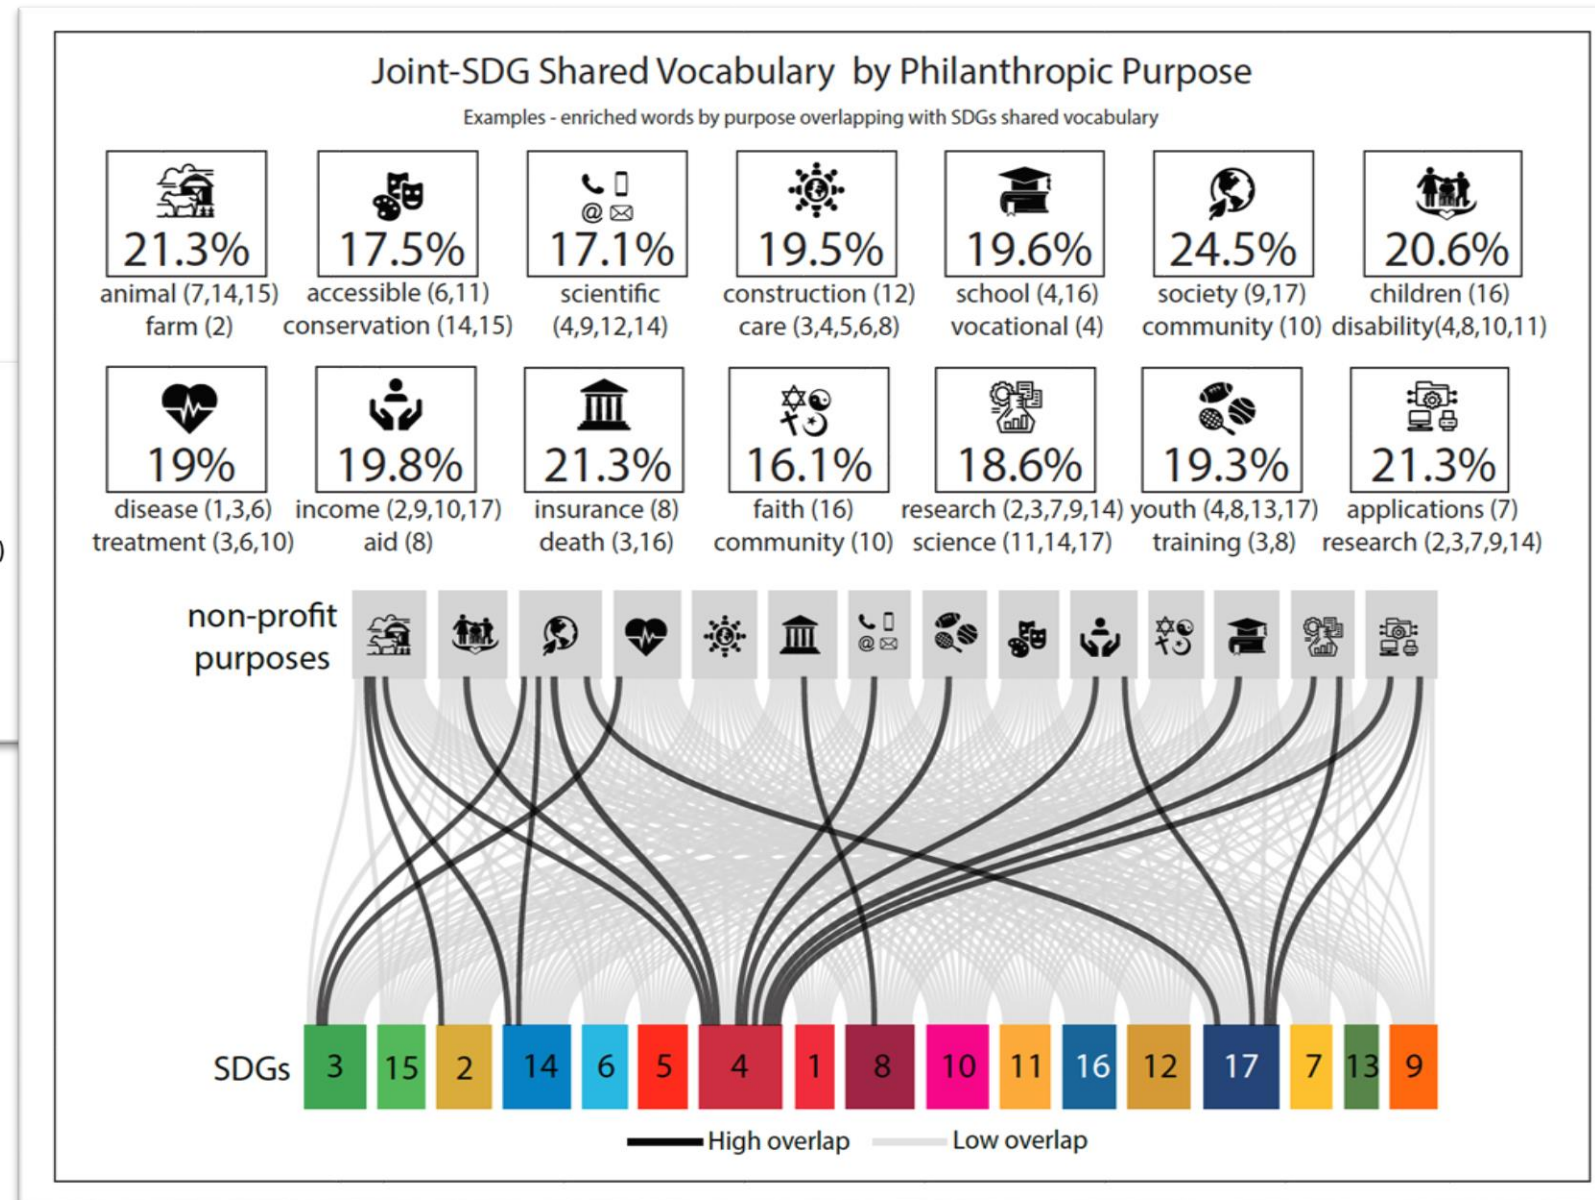 Joint-SDG Shared Vocabulary by Philanthropic Purpose
Examples - enriched words by purpose overlapping with SDGs shared vocabulary
21.3% 17.5% 17.1% 19.5% 19.6% 24.5% 20.6%
animal (7,14,15) accessible (6,11) scientific construction (12) school (4,16) society (9,17) children (16)
farm (2) conservation (14,15) (4,9,12,14) care (3,4,5,6,8) vocational (4) community (10) disability(4,8,10,11)
19% 19.8% 21.3% 16.1% 18.6% 19.3% 21.3%
disease (1,3,6) income (2,9,10,17) insurance (8) faith (16) research (2,3,7,9,14) youth (4,8,13,17) applications (7)
treatment (3,6,10) aid (8) death (3,16) community (10) science (11,14,17) training (3,8) research (2,3,7,9,14)
)
non-profit
purposes
@
SDGs 3 15 2 14 6 5 4 1 8 10 11 16 12 17 7 13 9
High overlap Low overlap